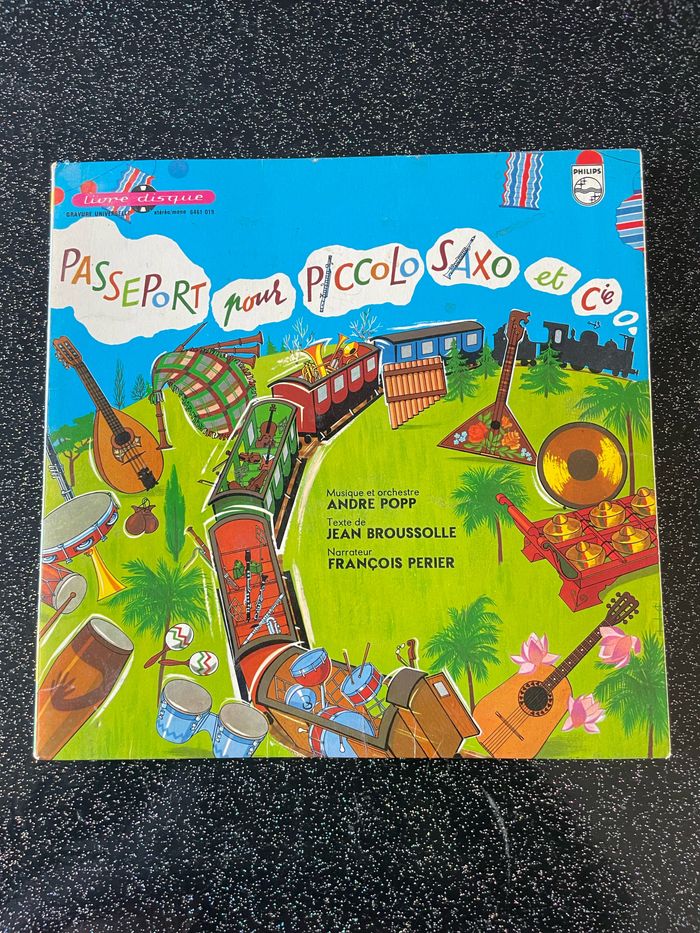 livre disque
GRAVURE UNIVERSELLE stéréo/mono 6461 019
PHILIPS
PASSEPORT pour PICCOLO SAXO et Cie
Musique et orchestre
ANDRE POPP
Texte de
JEAN BROUSSOLLE
Narrateur
FRANÇOIS PERIER